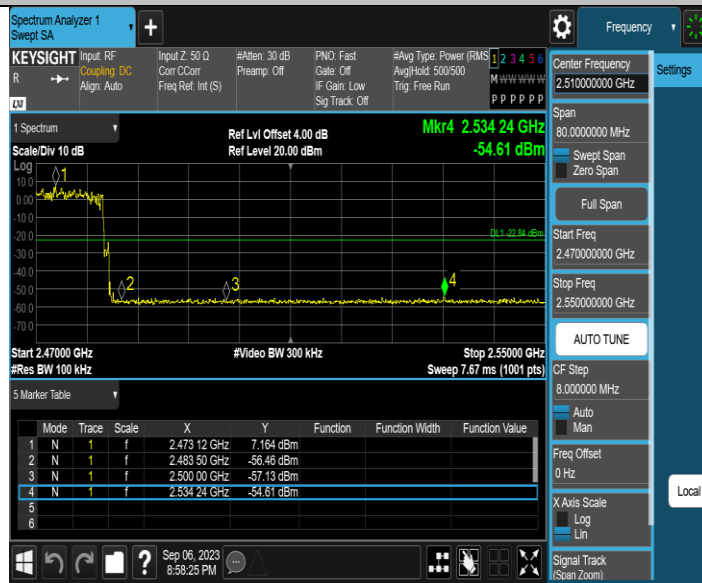 Spectrum Analyzer 1
Swept SA
Frequency
KEYSIGHT
R
LXI
Input: RF
Coupling: DC
Align: Auto
Input Z: 50 Ω
Corr CCorr
Freq Ref: Int (S)
#Atten: 30 dB
Preamp: Off
PNO: Fast
Gate: Off
IF Gain: Low
Sig Track: Off
#Avg Type: Power (RMS
Avg|Hold: 500/500
Trig: Free Run
1 2 3 4 5 6
M W W W W W
P P P P P P
Center Frequency
2.510000000 GHz
Settings
Span
80.0000000 MHz
Swept Span
Zero Span
Full Span
Start Freq
2.470000000 GHz
Stop Freq
2.550000000 GHz
AUTO TUNE
CF Step
8.000000 MHz
Auto
Man
Freq Offset
0 Hz
X Axis Scale
Log
Lin
Signal Track
(Span Zoom)
Local
1 Spectrum
Scale/Div 10 dB
Ref Lvl Offset 4.00 dB
Ref Level 20.00 dBm
Mkr4 2.534 24 GHz
-54.61 dBm
Log
10.0
0.00
-10.0
-20.0
-30.0
-40.0
-50.0
-60.0
-70.0
1
2
3
4
DL1 -22.84 dBm
Start 2.47000 GHz
#Res BW 100 kHz
#Video BW 300 kHz
Stop 2.55000 GHz
Sweep 7.67 ms (1001 pts)
5 Marker Table
Mode Trace Scale X Y Function Function Width Function Value
1 N 1 f 2.473 12 GHz 7.164 dBm
2 N 1 f 2.483 50 GHz -56.46 dBm
3 N 1 f 2.500 00 GHz -57.13 dBm
4 N 1 f 2.534 24 GHz -54.61 dBm
5
6
Sep 06, 2023
8:58:25 PM